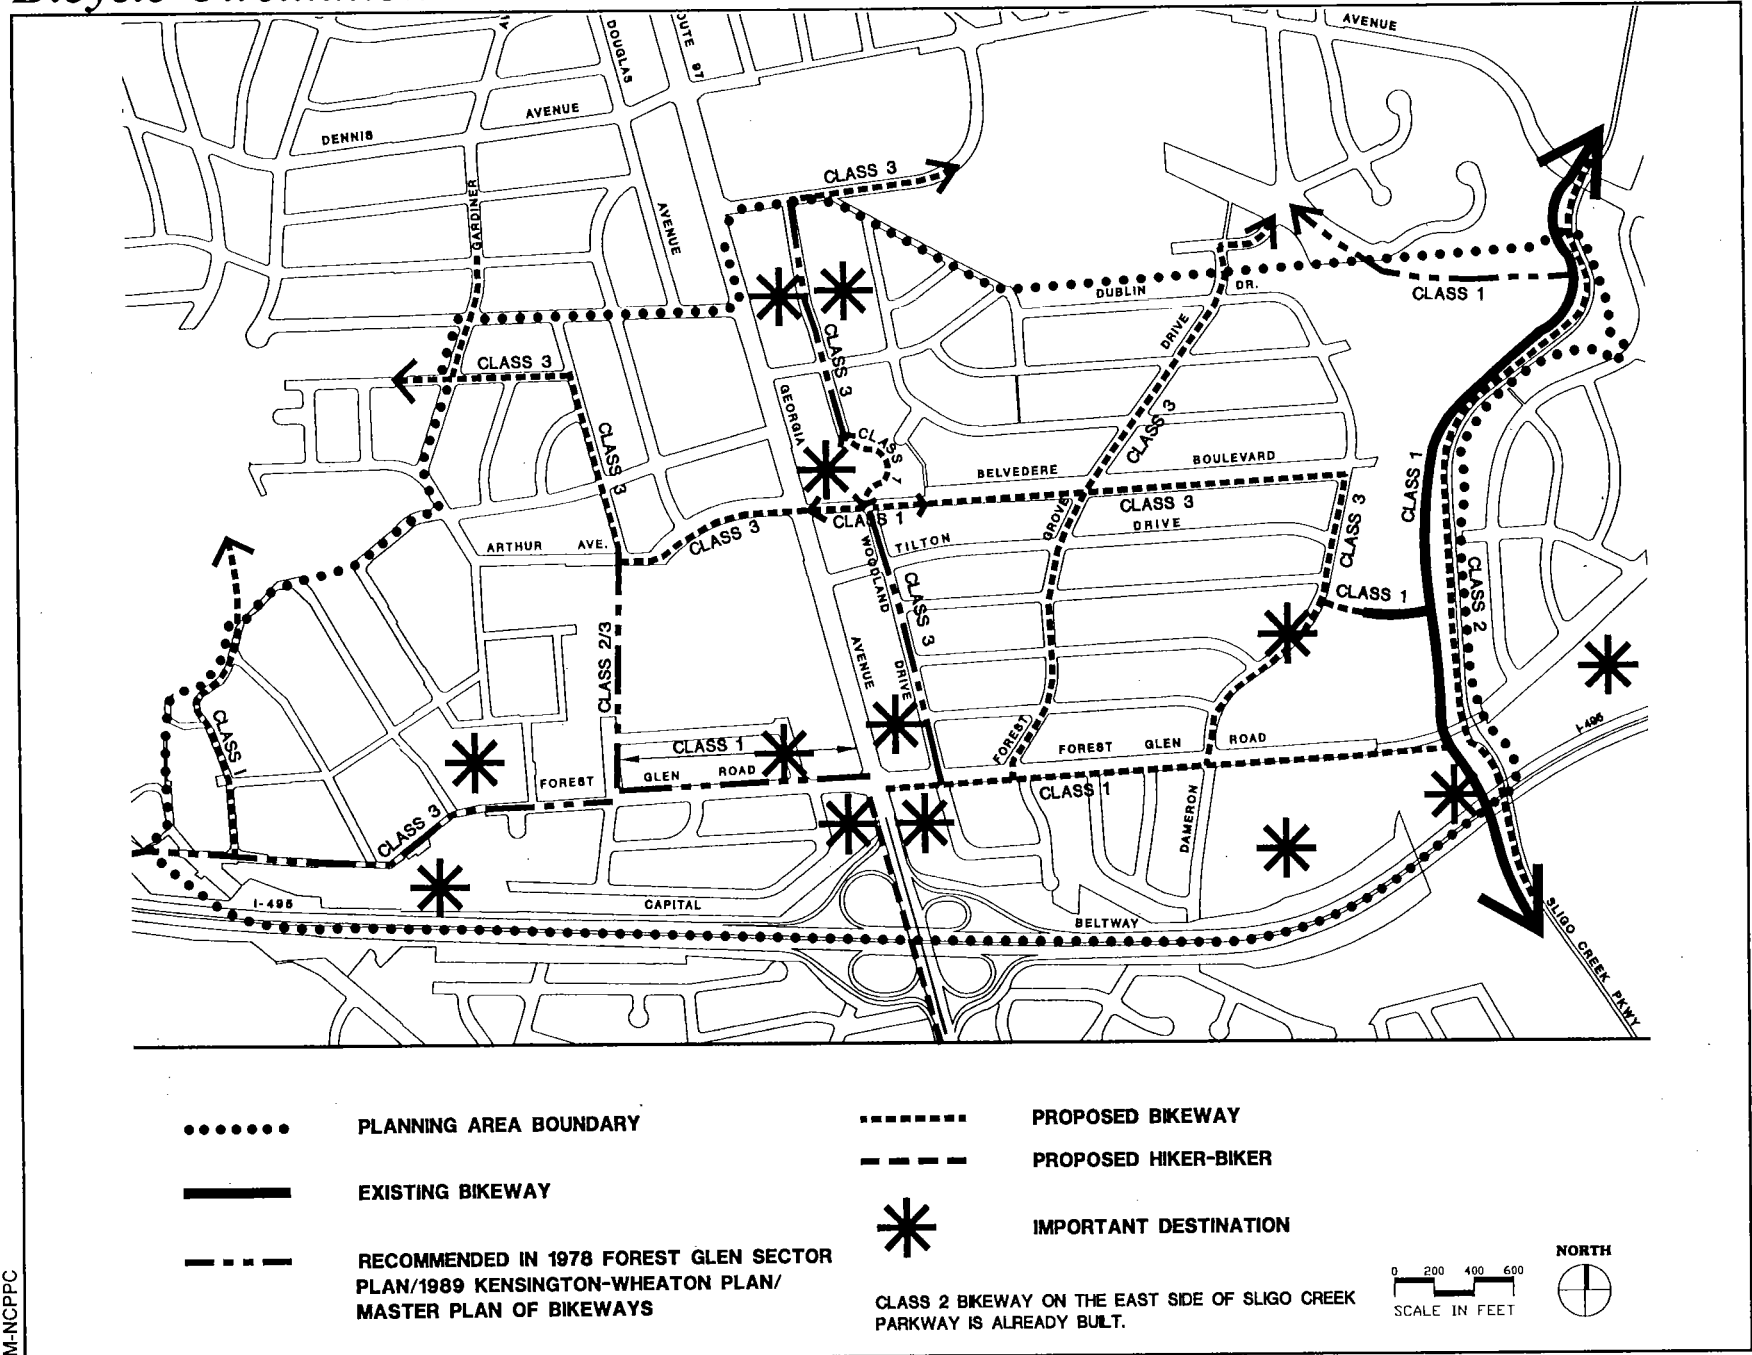 AVENUE
DOUGLAS
ROUTE 97
DENNIS
AVENUE
GARDINER
AVENUE
CLASS 3
DUBLIN
DR.
CLASS 1
CLASS 3
CLASS 3
DRIVE
GEORGIA
CLASS 3
CLASS 3
CLASS 1
BELVEDERE
BOULEVARD
CLASS 3
CLASS 1
CLASS 3
CLASS 1
CLASS 3
GROVE
DRIVE
ARTHUR AVE.
TILTON
WOODLAND
CLASS 3
CLASS 3
CLASS 1
CLASS 2
CLASS 2/3
AVENUE
DRIVE
CLASS 1
CLASS 1
FOREST
FOREST GLEN ROAD
I-495
FOREST
GLEN
ROAD
CLASS 1
CLASS 3
DAMERON
I-495
CAPITAL
BELTWAY
SLIGO CREEK PKWY
PLANNING AREA BOUNDARY
EXISTING BIKEWAY
RECOMMENDED IN 1978 FOREST GLEN SECTOR
PLAN/1989 KENSINGTON-WHEATON PLAN/
MASTER PLAN OF BIKEWAYS
PROPOSED BIKEWAY
PROPOSED HIKER-BIKER
IMPORTANT DESTINATION
CLASS 2 BIKEWAY ON THE EAST SIDE OF SLIGO CREEK
PARKWAY IS ALREADY BUILT.
0 200 400 600
SCALE IN FEET
NORTH
M-NCPPC